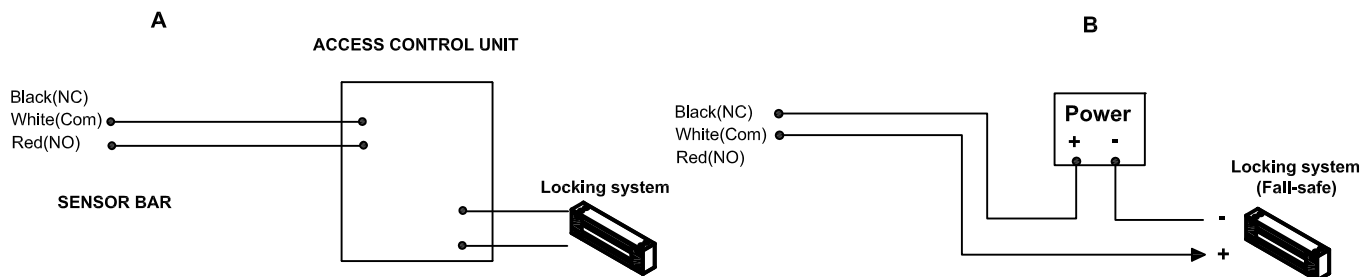 A
ACCESS CONTROL UNIT
Black(NC)
White(Com)
Red(NO)
SENSOR BAR
Locking system
B
Black(NC)
White(Com)
Red(NO)
Power
+ -
Locking system
(Fall-safe)
-
+